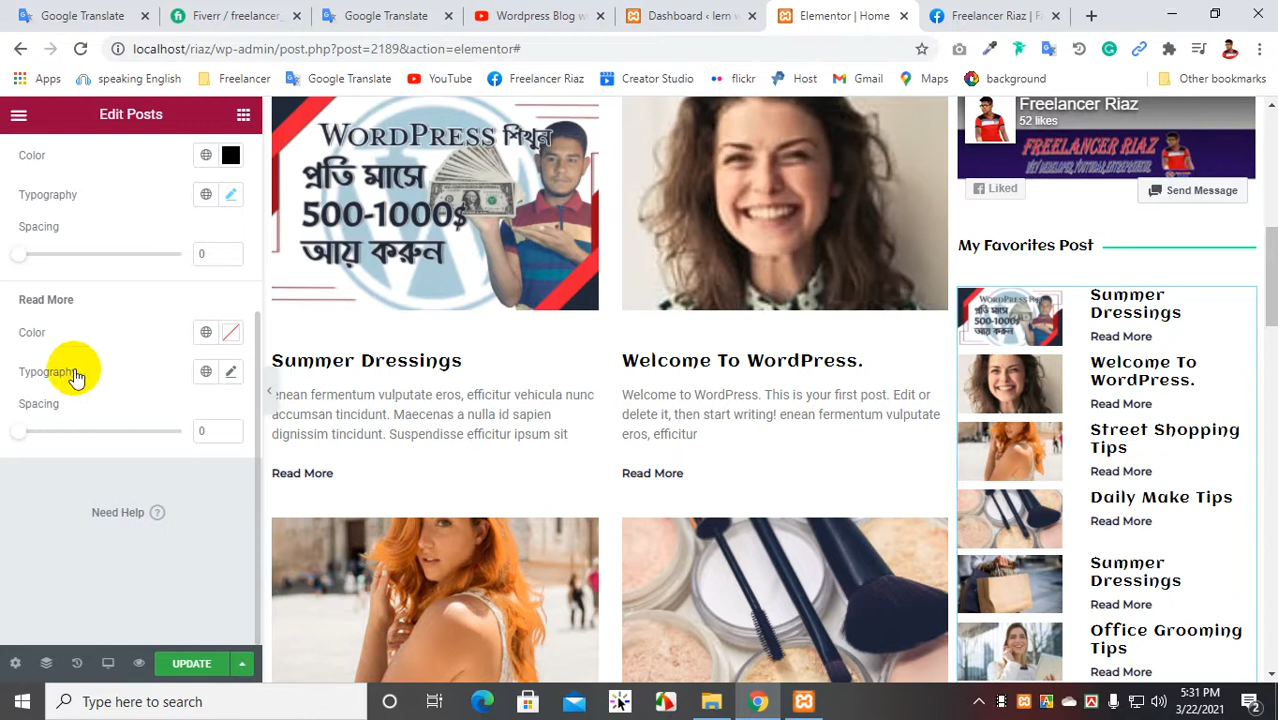 Google Translate
Fiverr / freelancer_
Google Translate
Wordpress Blog w
Dashboard ‹ lern w
Elementor | Home
Freelancer Riaz | F
localhost/riaz/wp-admin/post.php?post=2189&action=elementor#
Apps
speaking English
Freelancer
Google Translate
YouTube
Freelancer Riaz
Creator Studio
flickr
Host
Gmail
Maps
background
Other bookmarks
Edit Posts
Color
Typography
Spacing
0
Read More
Color
Typography
Spacing
0
Need Help
UPDATE
WORDPRESS শিখুন
প্রতি মাসে
500-1000$
আয় করুন
Summer Dressings
enean fermentum vulputate eros, efficitur vehicula nunc
accumsan tincidunt. Maecenas a nulla id sapien
dignissim tincidunt. Suspendisse efficitur ipsum sit
Read More
Welcome To WordPress.
Welcome to WordPress. This is your first post. Edit or
delete it, then start writing! enean fermentum vulputate
eros, efficitur
Read More
Freelancer Riaz
52 likes
FREELANCER RIAZ
Liked
Send Message
My Favorites Post
WORDPRESS শিখুন
প্রতি মাসে
500-1000$
আয় করুন
Summer
Dressings
Read More
Welcome To
WordPress.
Read More
Street Shopping
Tips
Read More
Daily Make Tips
Read More
Summer
Dressings
Read More
Office Grooming
Tips
Read More
Type here to search
5:31 PM
3/22/2021
2